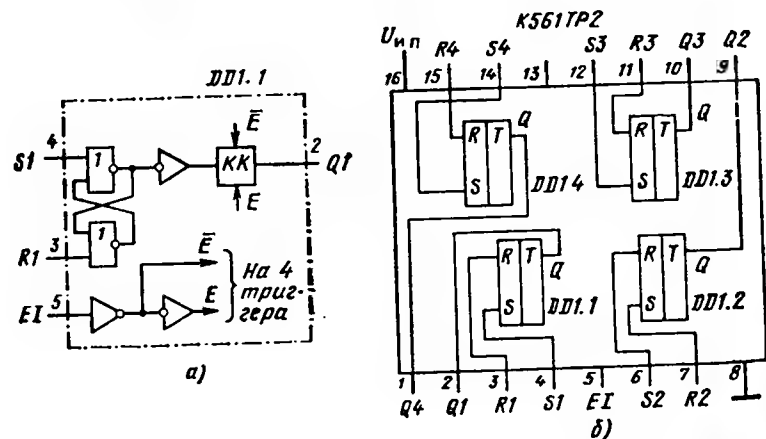 DD1.1
4
S1
1
Ē
КК
E
2
Q1
3
R1
1
Ē
E
На 4
триг-
гера
5
EI
а)
К561ТР2
Uип
R4
S4
S3
R3
Q3
Q2
16
15
14
13
12
11
10
9
R T
S
Q
DD1.4
R T
S
Q
DD1.3
R T
S
Q
DD1.1
R T
S
Q
DD1.2
1
2
3
4
5
6
7
8
Q4
Q1
R1
S1
EI
S2
R2
б)